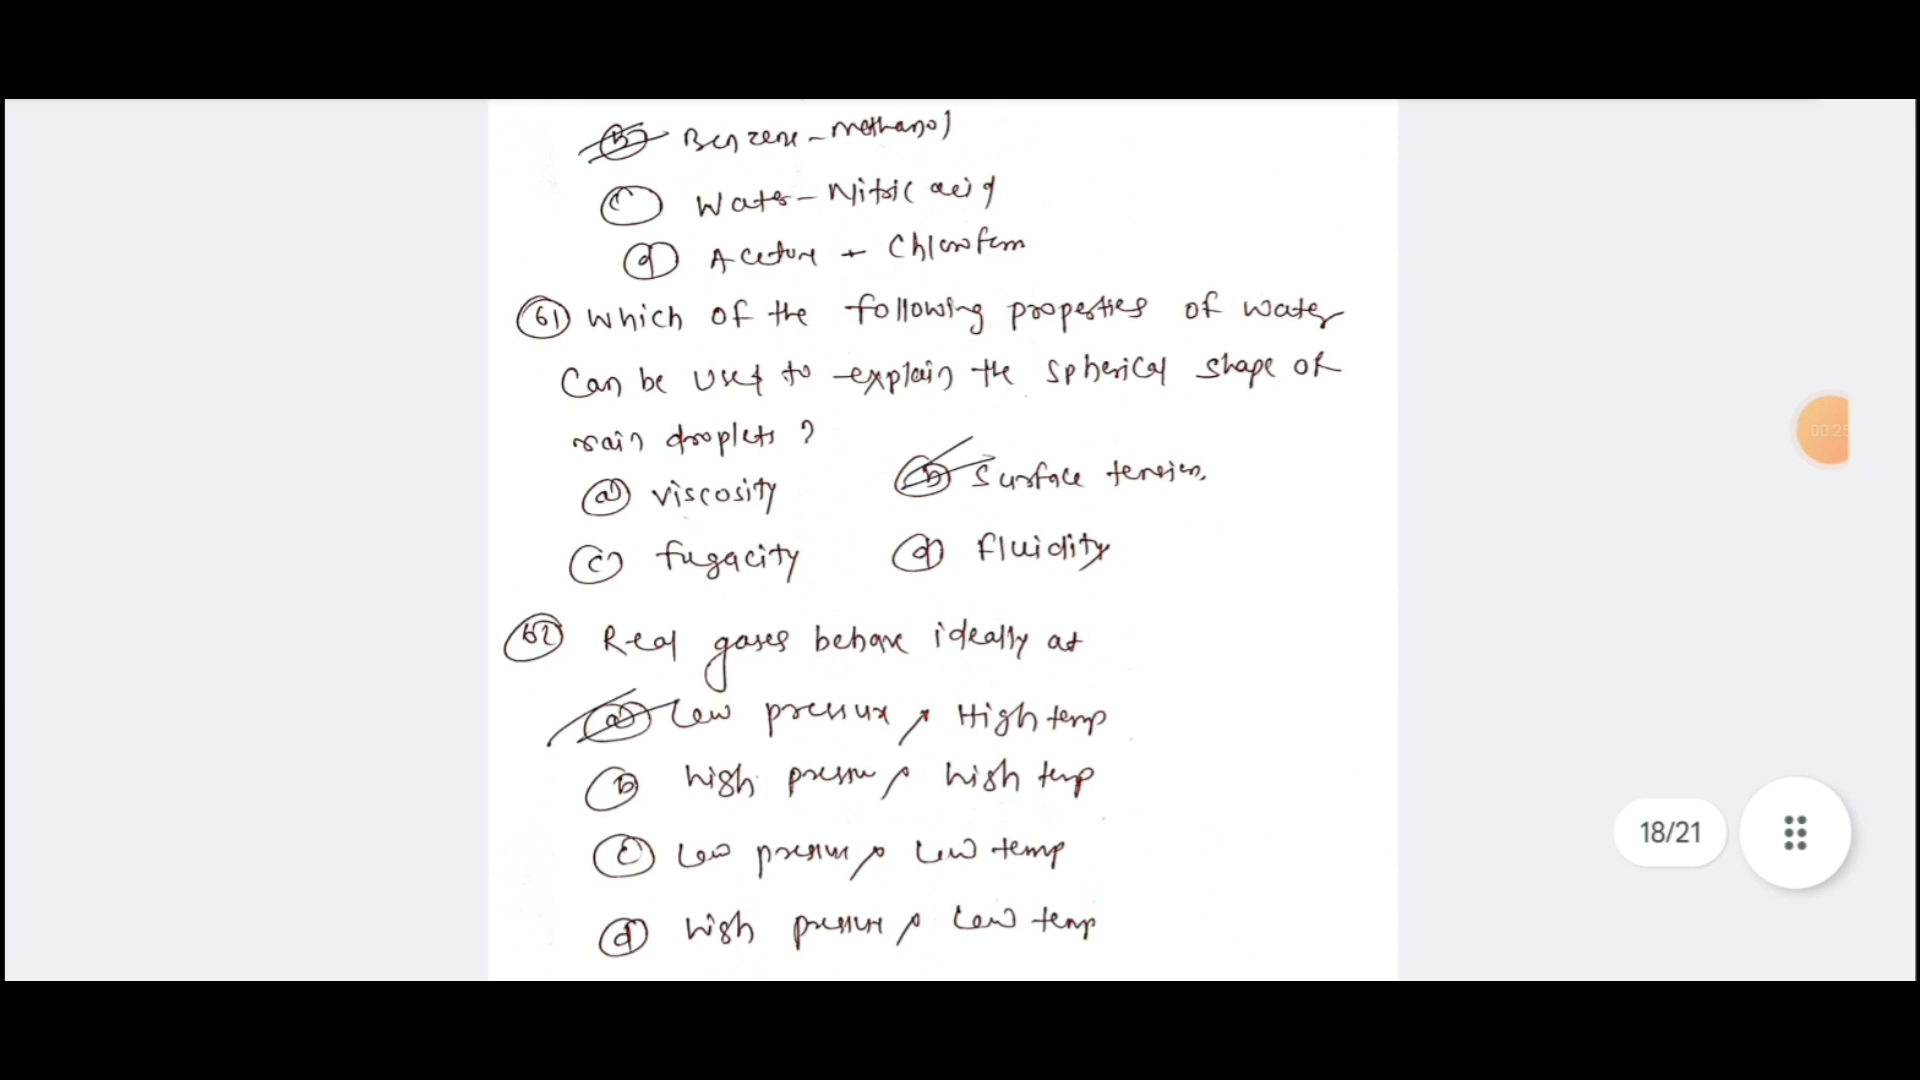 (b) Benzene - methanol
(c) Water - Nitric acid
(d) Acetone + Chloroform
(61) Which of the following properties of water
Can be used to explain the spherical shape of
rain droplets ?
(a) viscosity (b) Surface tension.
(c) fugacity (d) fluidity
00:25
(62) Real gases behave ideally at
(a) Low pressure, High temp
(b) high pressure, high temp
(c) Low pressure, Low temp
18/21
(d) high pressure, Low temp